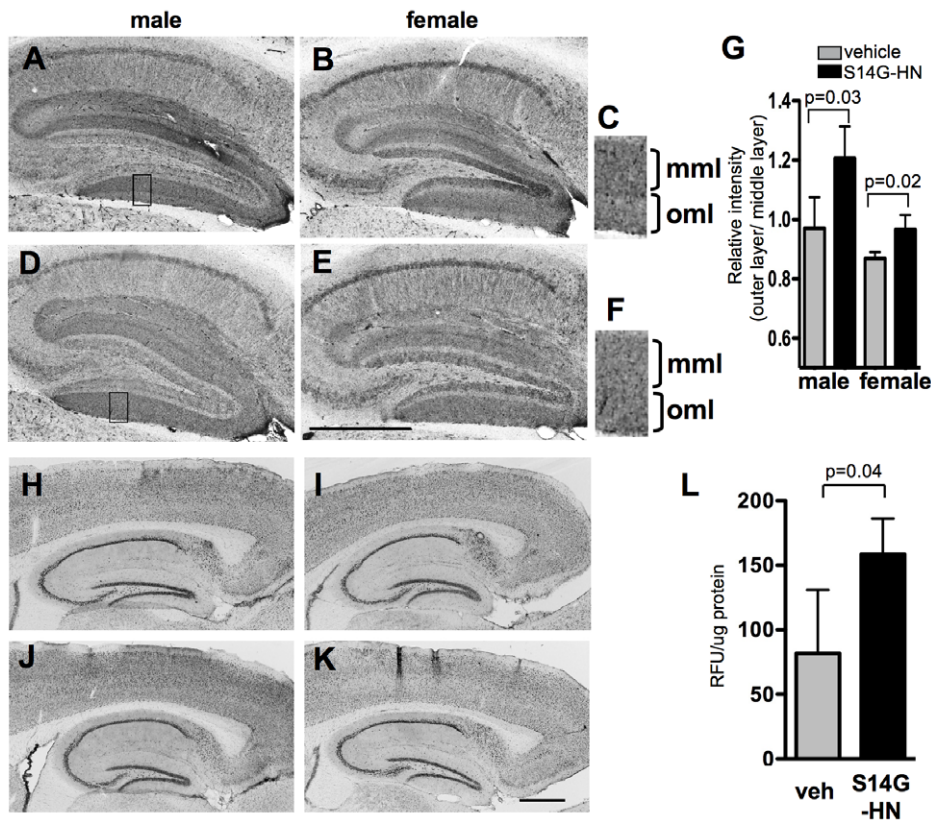 male
female
A
B
C
mml
oml
D
E
F
mml
oml
G
vehicle
S14G-HN
Relative intensity
(outer layer/ middle layer)
1.4
1.2
1.0
0.8
0.6
p=0.03
p=0.02
male
female
H
I
J
K
L
p=0.04
RFU/ug protein
200
150
100
50
0
veh
S14G
-HN